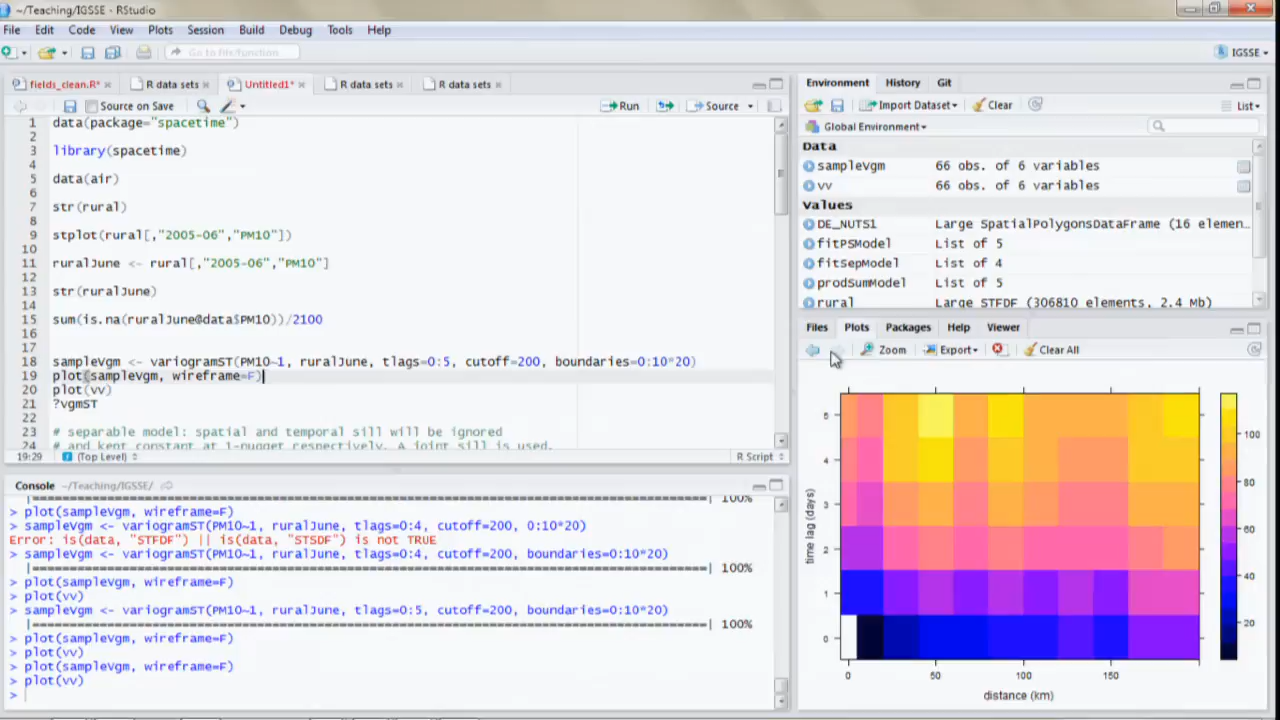 ~/Teaching/IGSSE - RStudio
File Edit Code View Plots Session Build Debug Tools Help
Go to file/function
IGSSE
fields_clean.R* R data sets Untitled1* R data sets R data sets
Source on Save Run Source
1 data(package="spacetime")
2
3 library(spacetime)
4
5 data(air)
6
7 str(rural)
8
9 stplot(rural[,"2005-06","PM10"])
10
11 ruralJune <- rural[,"2005-06","PM10"]
12
13 str(ruralJune)
14
15 sum(is.na(ruralJune@data$PM10))/2100
16
17
18 sampleVgm <- variogramST(PM10~1, ruralJune, tlags=0:5, cutoff=200, boundaries=0:10*20)
19 plot(sampleVgm, wireframe=F)
20 plot(vv)
21 ?vgmST
22
23 # separable model: spatial and temporal sill will be ignored
24 # and kept constant at 1-nugget respectively. A joint sill is used.
19:29 (Top Level) R Script
Console ~/Teaching/IGSSE/
|======================================================================| 100%
> plot(sampleVgm, wireframe=F)
> sampleVgm <- variogramST(PM10~1, ruralJune, tlags=0:4, cutoff=200, 0:10*20)
Error: is(data, "STFDF") || is(data, "STSDF") is not TRUE
> sampleVgm <- variogramST(PM10~1, ruralJune, tlags=0:4, cutoff=200, boundaries=0:10*20)
|======================================================================| 100%
> plot(sampleVgm, wireframe=F)
> plot(vv)
> sampleVgm <- variogramST(PM10~1, ruralJune, tlags=0:5, cutoff=200, boundaries=0:10*20)
|======================================================================| 100%
> plot(sampleVgm, wireframe=F)
> plot(vv)
> plot(sampleVgm, wireframe=F)
> plot(vv)
>
Environment History Git
Import Dataset Clear List
Global Environment
Data
sampleVgm 66 obs. of 6 variables
vv 66 obs. of 6 variables
Values
DE_NUTS1 Large SpatialPolygonsDataFrame (16 elemen...
fitPSModel List of 5
fitSepModel List of 4
prodSumModel List of 5
rural Large STFDF (306810 elements, 2.4 Mb)
Files Plots Packages Help Viewer
Zoom Export Clear All
time lag (days)
5
4
3
2
1
0
0 50 100 150
distance (km)
100
80
60
40
20